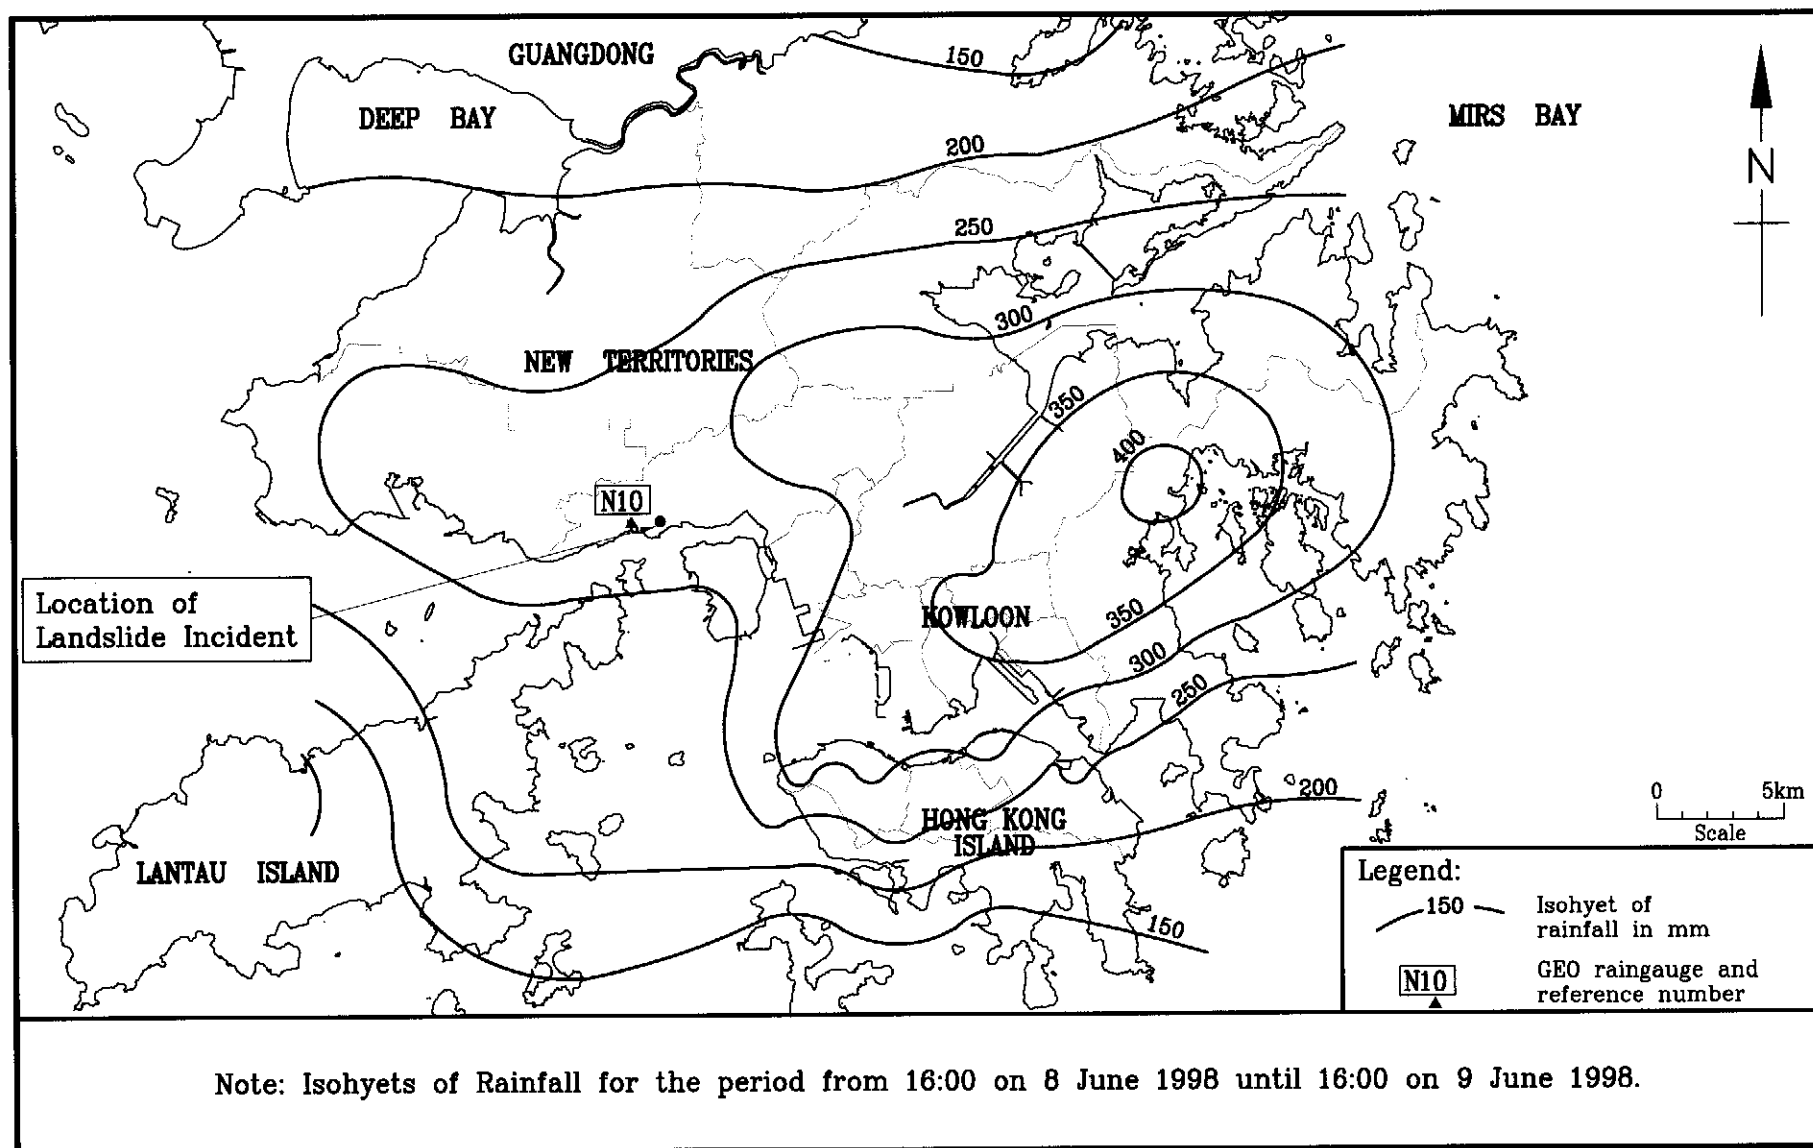 GUANGDONG
150
DEEP BAY
MIRS BAY
200
N
250
300
NEW TERRITORIES
350
400
N10
Location of
Landslide Incident
KOWLOON
350
300
250
0 5km
Scale
200
HONG KONG
ISLAND
LANTAU ISLAND
150
Legend:
150
Isohyet of
rainfall in mm
N10
GEO raingauge and
reference number
Note: Isohyets of Rainfall for the period from 16:00 on 8 June 1998 until 16:00 on 9 June 1998.